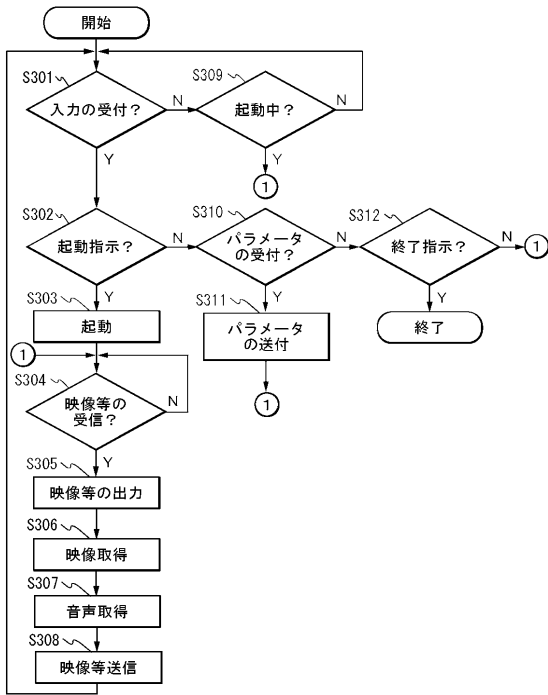 開始
S301
入力の受付？
N
Y
S309
起動中？
N
Y
1
S302
起動指示？
N
Y
S310
パラメータ
の受付？
N
Y
S312
終了指示？
N
1
Y
終了
S303
起動
S311
パラメータ
の送付
1
1
S304
映像等の
受信？
N
Y
S305
映像等の出力
S306
映像取得
S307
音声取得
S308
映像等送信